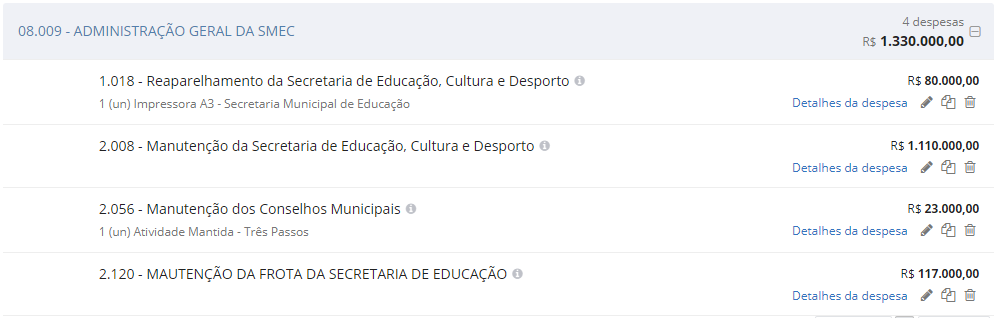 08.009 - ADMINISTRAÇÃO GERAL DA SMEC
4 despesas
R$ 1.330.000,00
1.018 - Reaparelhamento da Secretaria de Educação, Cultura e Desporto
R$ 80.000,00
1 (un) Impressora A3 - Secretaria Municipal de Educação
Detalhes da despesa
2.008 - Manutenção da Secretaria de Educação, Cultura e Desporto
R$ 1.110.000,00
Detalhes da despesa
2.056 - Manutenção dos Conselhos Municipais
R$ 23.000,00
1 (un) Atividade Mantida - Três Passos
Detalhes da despesa
2.120 - MAUTENÇÃO DA FROTA DA SECRETARIA DE EDUCAÇÃO
R$ 117.000,00
Detalhes da despesa